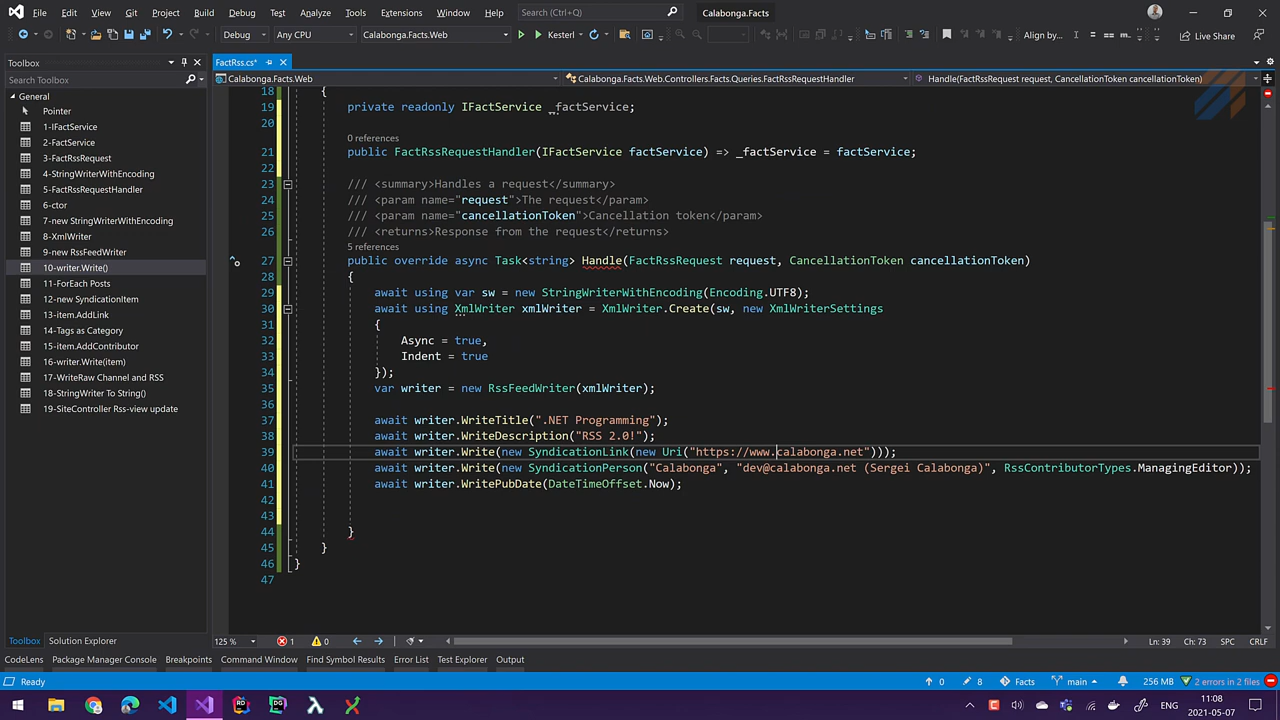 File Edit View Git Project Build Debug Test Analyze Tools Extensions Window Help Search (Ctrl+Q) Calabonga.Facts
Debug Any CPU Calabonga.Facts.Web Kestrel Align by... Live Share
Toolbox
FactRss.cs*
Search Toolbox
Calabonga.Facts.Web
Calabonga.Facts.Web.Controllers.Facts.Queries.FactRssRequestHandler
Handle(FactRssRequest request, CancellationToken cancellationToken)
General
Pointer
1-IFactService
2-FactService
3-FactRssRequest
4-StringWriterWithEncoding
5-FactRssRequestHandler
6-ctor
7-new StringWriterWithEncoding
8-XmlWriter
9-new RssFeedWriter
10-writer.Write()
11-ForEach Posts
12-new SyndicationItem
13-item.AddLink
14-Tags as Category
15-item.AddContributor
16-writer.Write(item)
17-WriteRaw Channel and RSS
18-StringWriter To String()
19-SiteController Rss-view update
18 {
19 private readonly IFactService _factService;
20
0 references
21 public FactRssRequestHandler(IFactService factService) => _factService = factService;
22
23 /// <summary>Handles a request</summary>
24 /// <param name="request">The request</param>
25 /// <param name="cancellationToken">Cancellation token</param>
26 /// <returns>Response from the request</returns>
5 references
27 public override async Task<string> Handle(FactRssRequest request, CancellationToken cancellationToken)
28 {
29 await using var sw = new StringWriterWithEncoding(Encoding.UTF8);
30 await using XmlWriter xmlWriter = XmlWriter.Create(sw, new XmlWriterSettings
31 {
32 Async = true,
33 Indent = true
34 });
35 var writer = new RssFeedWriter(xmlWriter);
36
37 await writer.WriteTitle(".NET Programming");
38 await writer.WriteDescription("RSS 2.0!");
39 await writer.Write(new SyndicationLink(new Uri("https://www.calabonga.net")));
40 await writer.Write(new SyndicationPerson("Calabonga", "dev@calabonga.net (Sergei Calabonga)", RssContributorTypes.ManagingEditor));
41 await writer.WritePubDate(DateTimeOffset.Now);
42
43
44 }
45 }
46 }
47
Toolbox Solution Explorer
125 % 1 0 Ln: 39 Ch: 73 SPC CRLF
CodeLens Package Manager Console Breakpoints Command Window Find Symbol Results Error List Test Explorer Output
Ready 0 8 Facts main 256 MB 2 errors in 2 files
ENG 11:08
2021-05-07